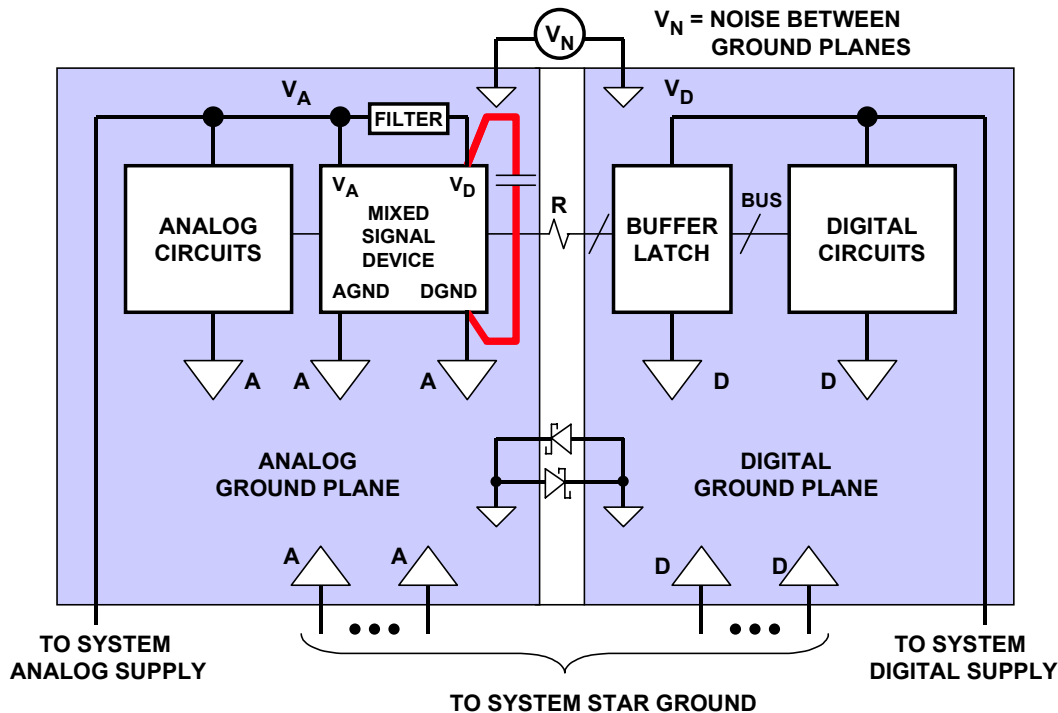 V_N = NOISE BETWEEN
GROUND PLANES
V_N
V_A
FILTER
V_D
V_A
V_D
ANALOG
CIRCUITS
MIXED
SIGNAL
DEVICE
AGND DGND
R
BUFFER
LATCH
BUS
DIGITAL
CIRCUITS
A
A
A
D
D
ANALOG
GROUND PLANE
DIGITAL
GROUND PLANE
A
A
D
D
TO SYSTEM
ANALOG SUPPLY
TO SYSTEM
DIGITAL SUPPLY
TO SYSTEM STAR GROUND